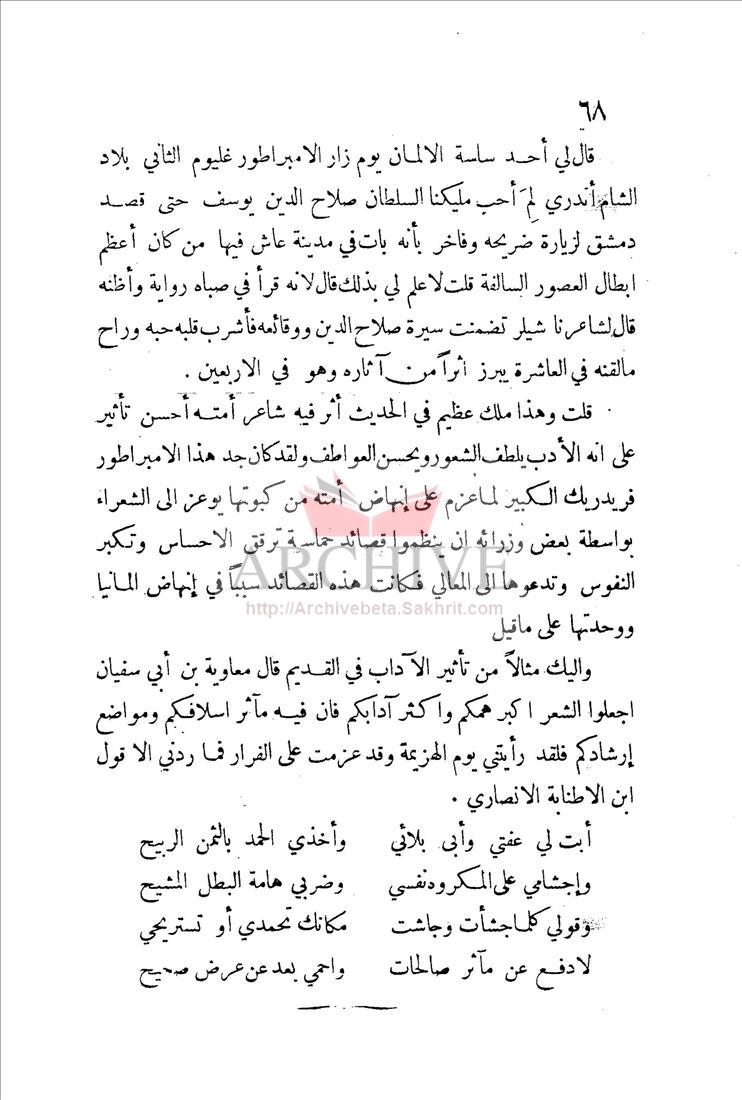 ٦٨
قال لي أحد ساسة الالمان يوم زار الامبراطور غليوم الثاني بلاد
الشام أتدري لِمَ أحب مليكنا السلطان صلاح الدين يوسف حتى قصد
دمشق لزيارة ضريحه وفاخر بأنه بات في مدينة عاش فيها من كان أعظم
ابطال العصور السالفة قلت لا علم لي بذلك قال لانه قرأ في صباه رواية وأظنه
قال لشاعرنا شيلر تضمنت سيرة صلاح الدين ووقائعه فأشرب قلبه حبه وراح
مالقنه في العاشرة يبرز اثراً من آثاره وهو في الاربعين .
قلت وهذا ملك عظيم في الحديث أثر فيه شاعر أمته أحسن تأثير
على انه الأدب يلطف الشعور ويحسن العواطف ولقد كان جد هذا الامبراطور
فريدريك الكبير لما عزم على إنهاض أمته من كبوتها يوعز الى الشعراء
بواسطة بعض وزرائه ان ينظموا قصائد حماسية ترقق الاحساس وتكبر
النفوس وتدعوها الى المعالي فكانت هذه القصائد سبباً في إنهاض المانيا
ووحدتها على ماقيل
واليك مثالاً من تأثير الآداب في القديم قال معاوية بن أبي سفيان
اجعلوا الشعر اكبر همكم واكثر آدابكم فان فيه مآثر اسلافكم ومواضع
إرشادكم فلقد رأيتني يوم الهزيمة وقد عزمت على الفرار فما ردني الا قول
ابن الاطنابة الانصاري .
أبت لي عفتي وأبى بلائي وأخذي الحمد بالثمن الربيح
وإجشامي على المكروه نفسي وضربي هامة البطل المشيح
وقولي كلما جشأت وجاشت مكانك تحمدي أو تستريحي
لادفع عن مآثر صالحات واحمي بعد عن عرض صحيح
ARCHIVE
http://Archivebeta.Sakhrit.com